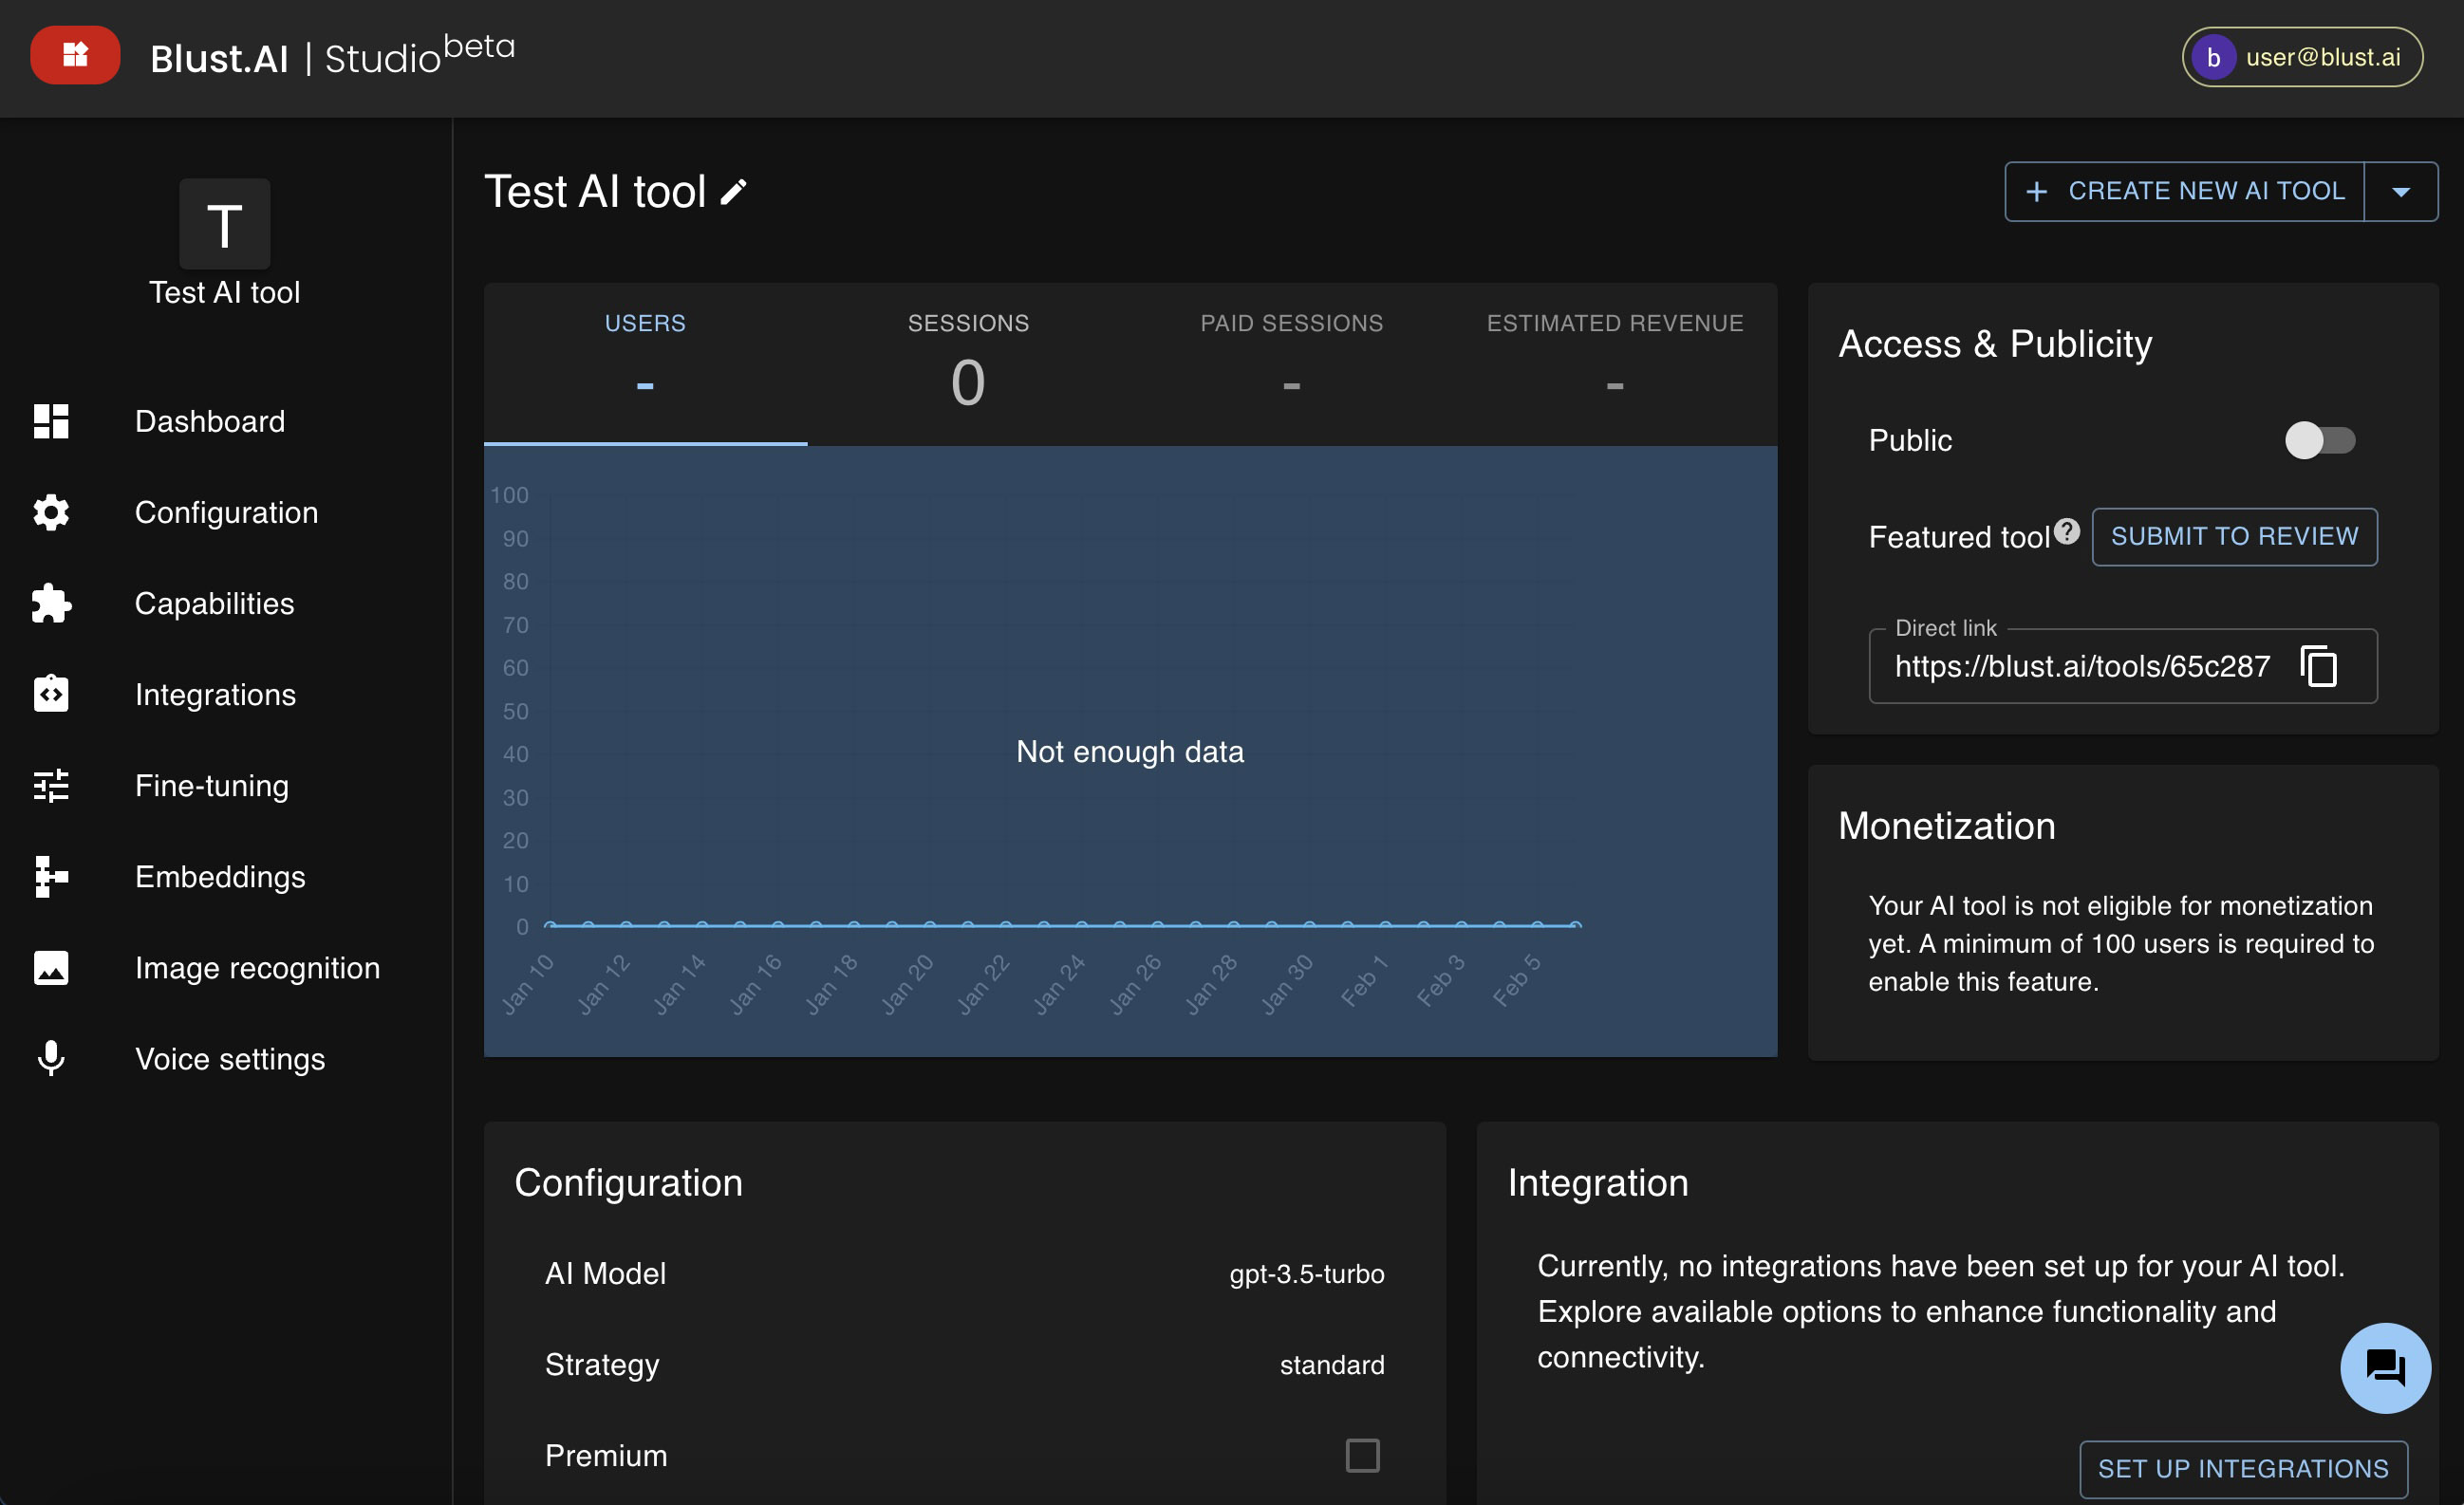 Blust.AI | Studio beta
b user@blust.ai
T
Test AI tool
Dashboard
Configuration
Capabilities
Integrations
Fine-tuning
Embeddings
Image recognition
Voice settings
Test AI tool
+ CREATE NEW AI TOOL
USERS
-
SESSIONS
0
PAID SESSIONS
-
ESTIMATED REVENUE
-
100
90
80
70
60
50
40
30
20
10
0
Not enough data
Jan 10
Jan 12
Jan 14
Jan 16
Jan 18
Jan 20
Jan 22
Jan 24
Jan 26
Jan 28
Jan 30
Feb 1
Feb 3
Feb 5
Access & Publicity
Public
Featured tool ?
SUBMIT TO REVIEW
Direct link
https://blust.ai/tools/65c287
Monetization
Your AI tool is not eligible for monetization
yet. A minimum of 100 users is required to
enable this feature.
Configuration
AI Model
gpt-3.5-turbo
Strategy
standard
Premium
Integration
Currently, no integrations have been set up for your AI tool.
Explore available options to enhance functionality and
connectivity.
SET UP INTEGRATIONS